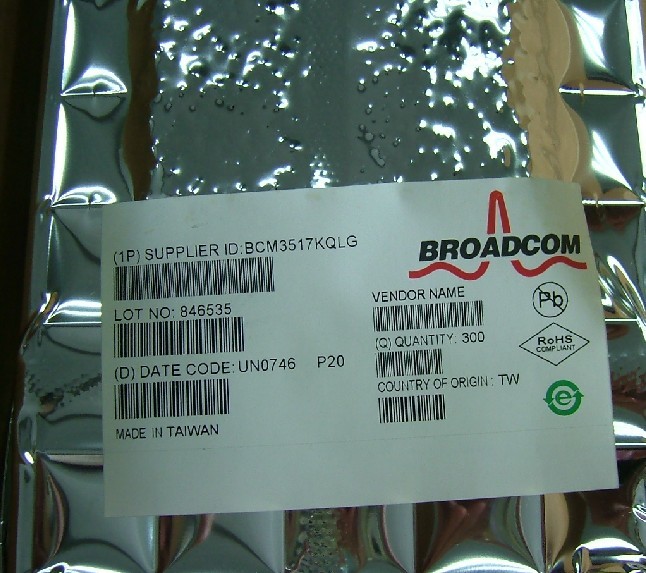 BROADCOM
(1P) SUPPLIER ID:BCM3517KQLG
LOT NO: 846535
(D) DATE CODE: UN0746 P20
MADE IN TAIWAN
VENDOR NAME
(Q) QUANTITY: 300
COUNTRY OF ORIGIN: TW
Pb
RoHS
COMPLIANT
e